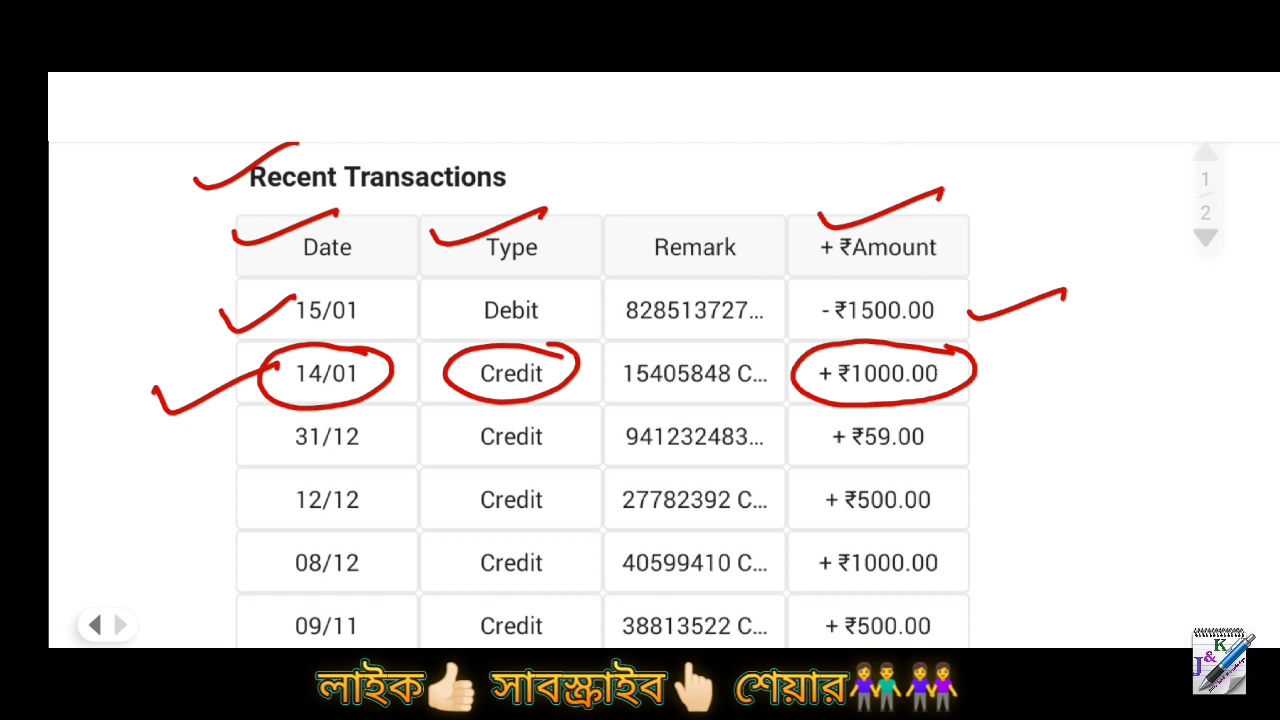 Recent Transactions
Date Type Remark + ₹Amount
15/01 Debit 828513727... - ₹1500.00
14/01 Credit 15405848 C... + ₹1000.00
31/12 Credit 941232483... + ₹59.00
12/12 Credit 27782392 C... + ₹500.00
08/12 Credit 40599410 C... + ₹1000.00
09/11 Credit 38813522 C... + ₹500.00
1
2
লাইক👍🏻 সাবস্ক্রাইব👆🏻 শেয়ার👫👭
J&K